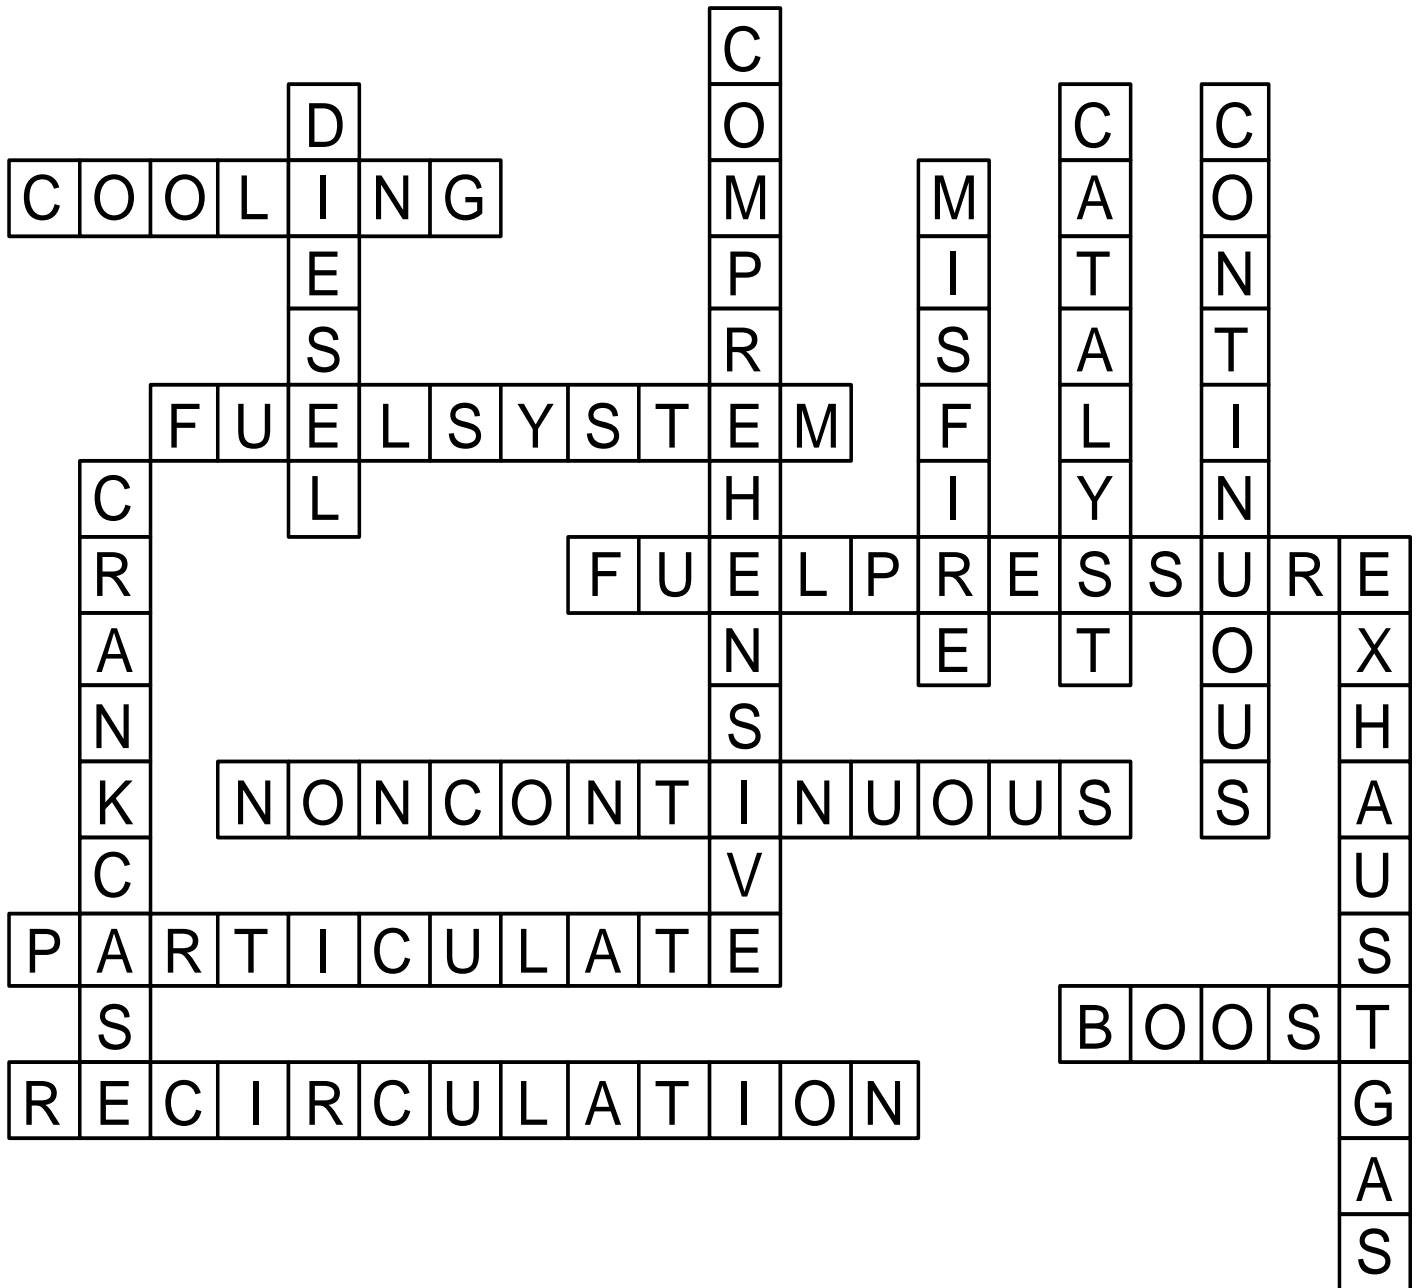 COMPREHENSIVE
DIESEL
CATALYST
CONTINUOUS
COOLING
MISFIRE
FUELSYSTEM
CRANKCASE
FUELPRESSURE
EXHAUSTGAS
NONCONTINUOUS
PARTICULATE
BOOST
RECIRCULATION